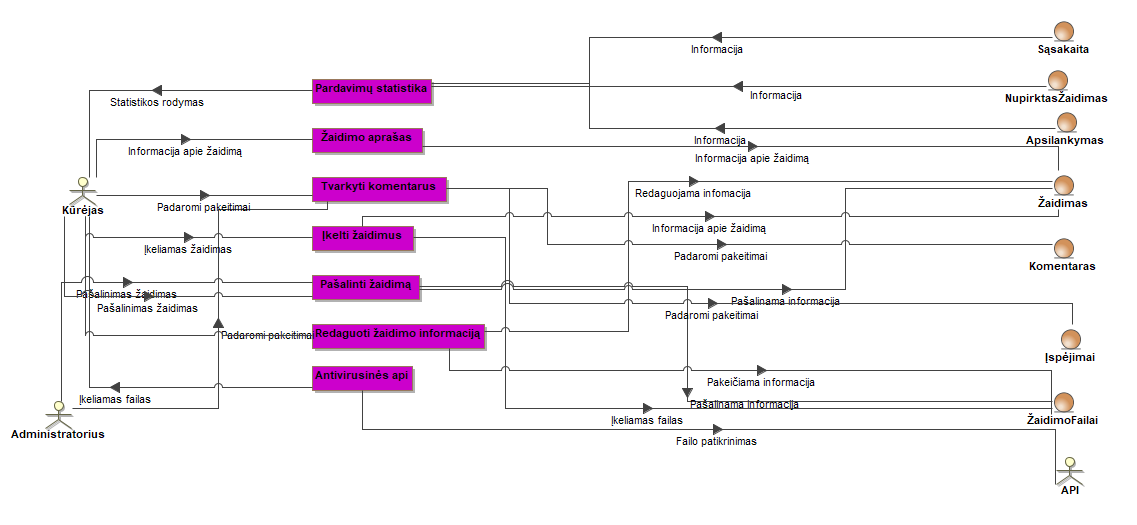 Informacija
Sąsakaita
Pardavimų statistika
Statistikos rodymas
Informacija
NupirktasŽaidimas
Žaidimo aprašas
Informacija
Apsilankymas
Informacija apie žaidimą
Informacija apie žaidimą
Tvarkyti komentarus
Redaguojama infomacija
Kūrėjas
Padaromi pakeitimai
Žaidimas
Įkelti žaidimus
Informacija apie žaidimą
Įkeliamas žaidimas
Padaromi pakeitimai
Komentaras
Pašalinti žaidimą
Pašalinimas žaidimas
Pašalinama informacija
Pašalinimas žaidimas
Padaromi pakeitimai
Padaromi pakeitimai
Redaguoti žaidimo informaciją
Įspėjimai
Antivirusinės api
Pakeičiama informacija
Įkeliamas failas
Pašalinama informacija
Administratorius
Įkeliamas failas
ŽaidimoFailai
Failo patikrinimas
API